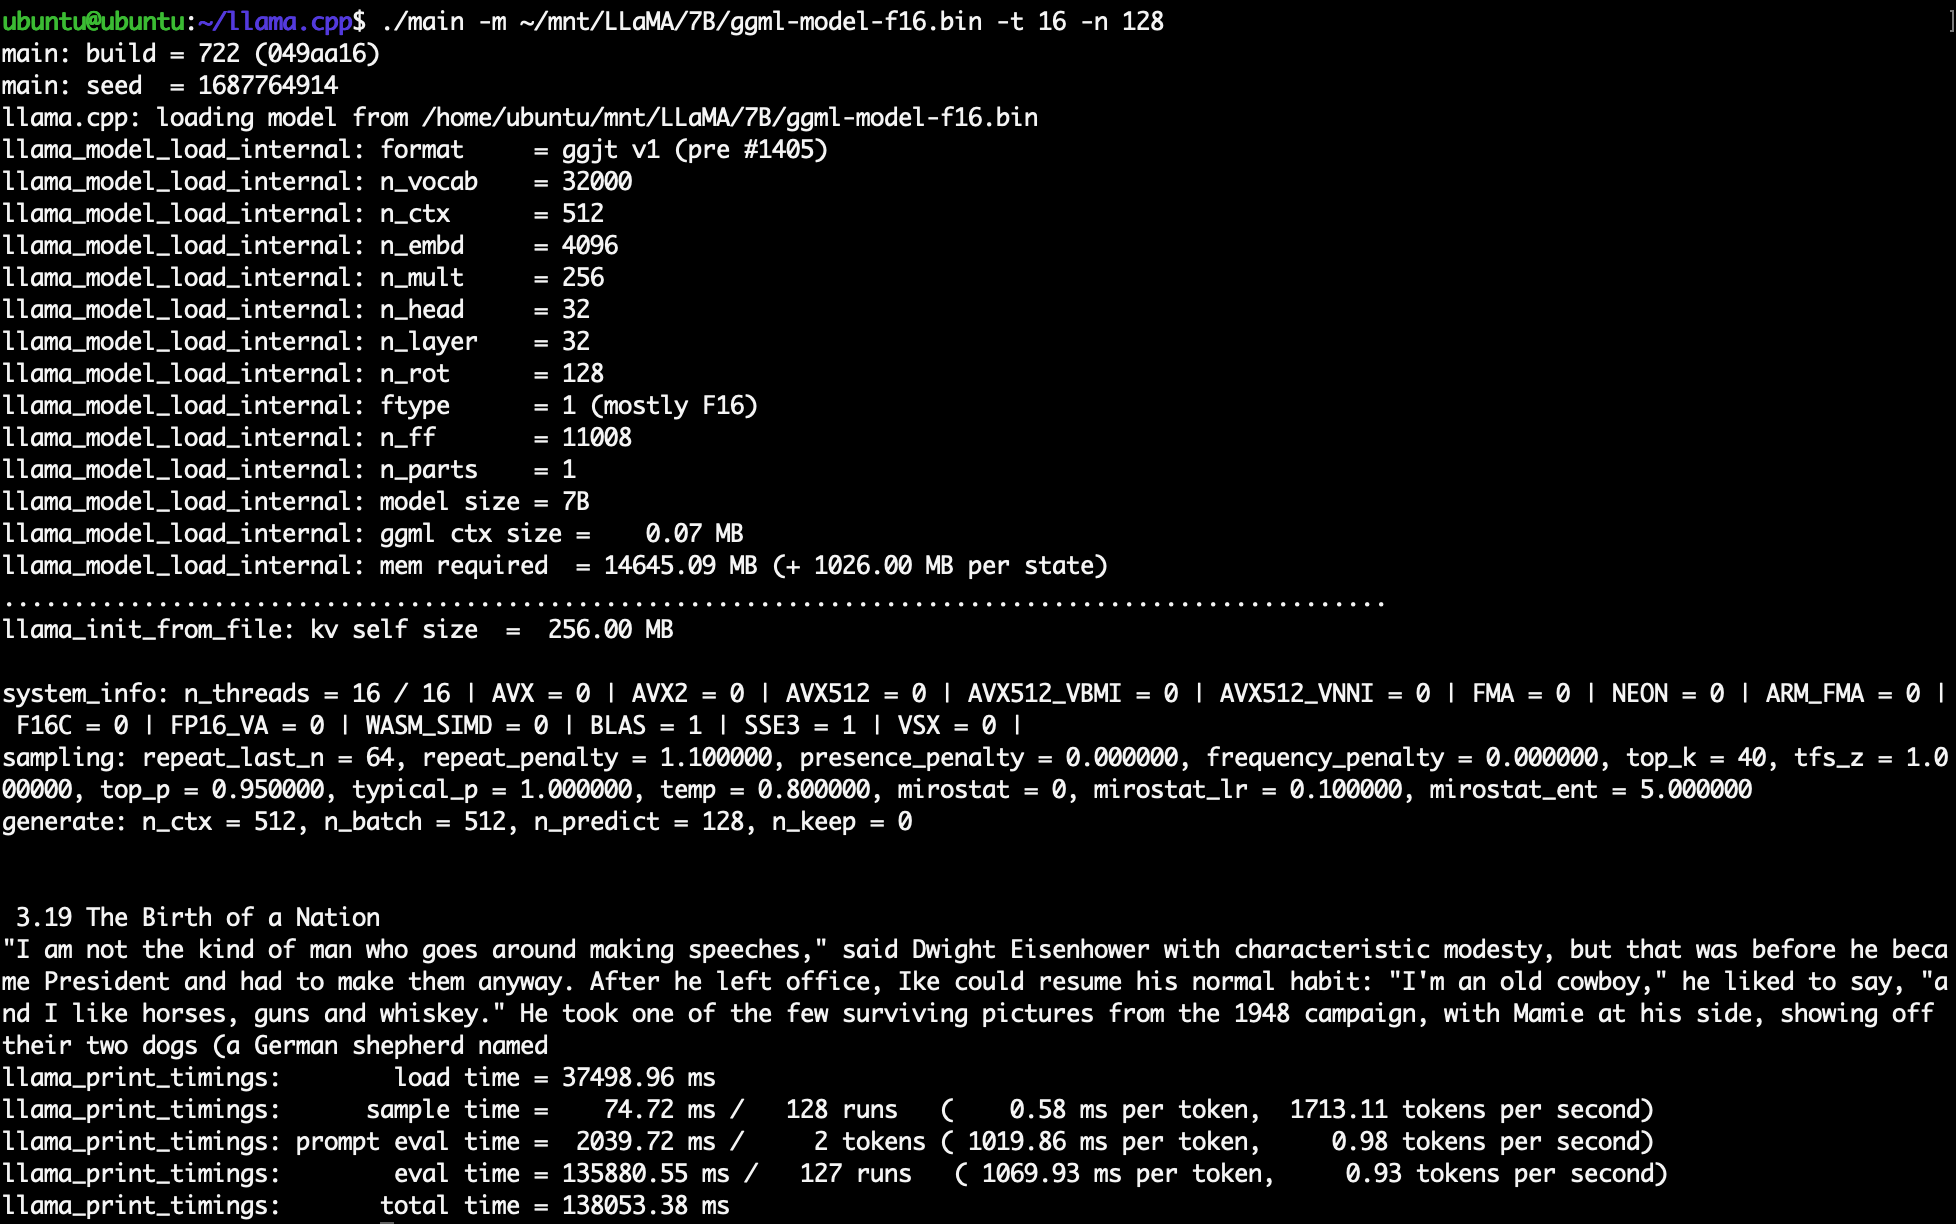 ubuntu@ubuntu:~/llama.cpp$ ./main -m ~/mnt/LLaMA/7B/ggml-model-f16.bin -t 16 -n 128 ]
main: build = 722 (049aa16)
main: seed  = 1687764914
llama.cpp: loading model from /home/ubuntu/mnt/LLaMA/7B/ggml-model-f16.bin
llama_model_load_internal: format     = ggjt v1 (pre #1405)
llama_model_load_internal: n_vocab    = 32000
llama_model_load_internal: n_ctx      = 512
llama_model_load_internal: n_embd     = 4096
llama_model_load_internal: n_mult     = 256
llama_model_load_internal: n_head     = 32
llama_model_load_internal: n_layer    = 32
llama_model_load_internal: n_rot      = 128
llama_model_load_internal: ftype      = 1 (mostly F16)
llama_model_load_internal: n_ff       = 11008
llama_model_load_internal: n_parts    = 1
llama_model_load_internal: model size = 7B
llama_model_load_internal: ggml ctx size =    0.07 MB
llama_model_load_internal: mem required  = 14645.09 MB (+ 1026.00 MB per state)
...................................................................................................
llama_init_from_file: kv self size  =  256.00 MB
system_info: n_threads = 16 / 16 | AVX = 0 | AVX2 = 0 | AVX512 = 0 | AVX512_VBMI = 0 | AVX512_VNNI = 0 | FMA = 0 | NEON = 0 | ARM_FMA = 0 |
 F16C = 0 | FP16_VA = 0 | WASM_SIMD = 0 | BLAS = 1 | SSE3 = 1 | VSX = 0 |
sampling: repeat_last_n = 64, repeat_penalty = 1.100000, presence_penalty = 0.000000, frequency_penalty = 0.000000, top_k = 40, tfs_z = 1.0
00000, top_p = 0.950000, typical_p = 1.000000, temp = 0.800000, mirostat = 0, mirostat_lr = 0.100000, mirostat_ent = 5.000000
generate: n_ctx = 512, n_batch = 512, n_predict = 128, n_keep = 0
 3.19 The Birth of a Nation
"I am not the kind of man who goes around making speeches," said Dwight Eisenhower with characteristic modesty, but that was before he beca
me President and had to make them anyway. After he left office, Ike could resume his normal habit: "I'm an old cowboy," he liked to say, "a
nd I like horses, guns and whiskey." He took one of the few surviving pictures from the 1948 campaign, with Mamie at his side, showing off
their two dogs (a German shepherd named
llama_print_timings:        load time = 37498.96 ms
llama_print_timings:      sample time =    74.72 ms /   128 runs   (    0.58 ms per token,  1713.11 tokens per second)
llama_print_timings: prompt eval time =  2039.72 ms /     2 tokens ( 1019.86 ms per token,     0.98 tokens per second)
llama_print_timings:        eval time = 135880.55 ms /   127 runs   ( 1069.93 ms per token,     0.93 tokens per second)
llama_print_timings:       total time = 138053.38 ms